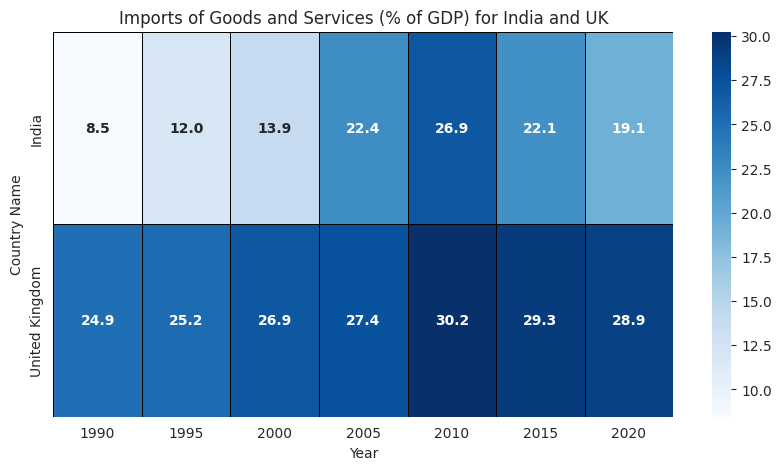 Imports of Goods and Services (% of GDP) for India and UK
Country Name
India
8.5 12.0 13.9 22.4 26.9 22.1 19.1
United Kingdom
24.9 25.2 26.9 27.4 30.2 29.3 28.9
1990 1995 2000 2005 2010 2015 2020
Year
30.0
27.5
25.0
22.5
20.0
17.5
15.0
12.5
10.0